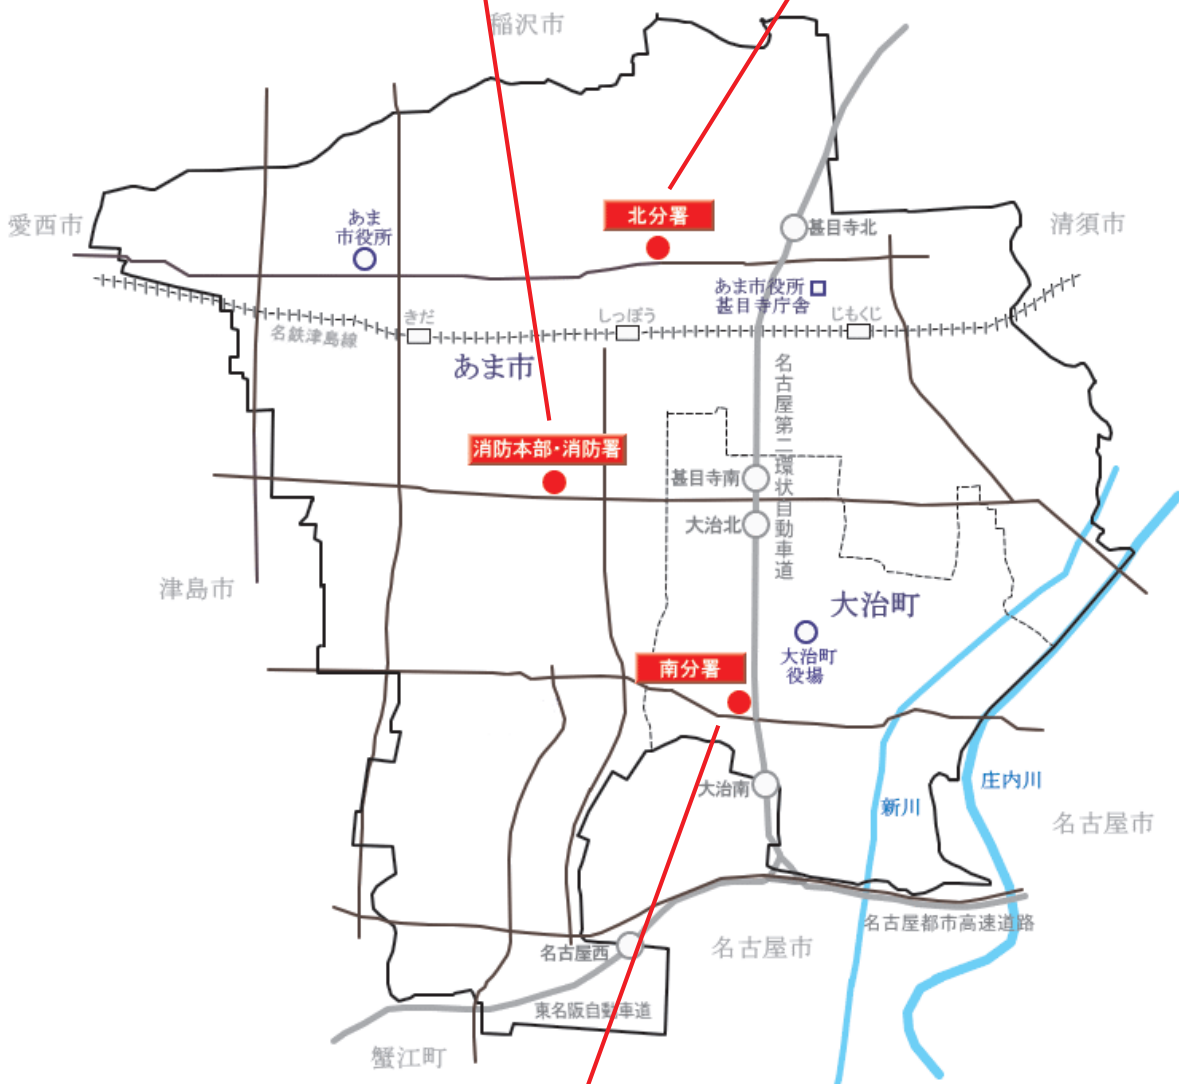 稲沢市
愛西市
あま
市役所
北分署
甚目寺北
清須市
あま市役所
甚目寺庁舎
きだ
しっぽう
じもくじ
名鉄津島線
あま市
名古屋第二環状自動車道
消防本部・消防署
甚目寺南
大治北
津島市
大治町
大治町
役場
南分署
大治南
庄内川
新川
名古屋市
名古屋都市高速道路
名古屋市
名古屋西
東名阪自動車道
蟹江町